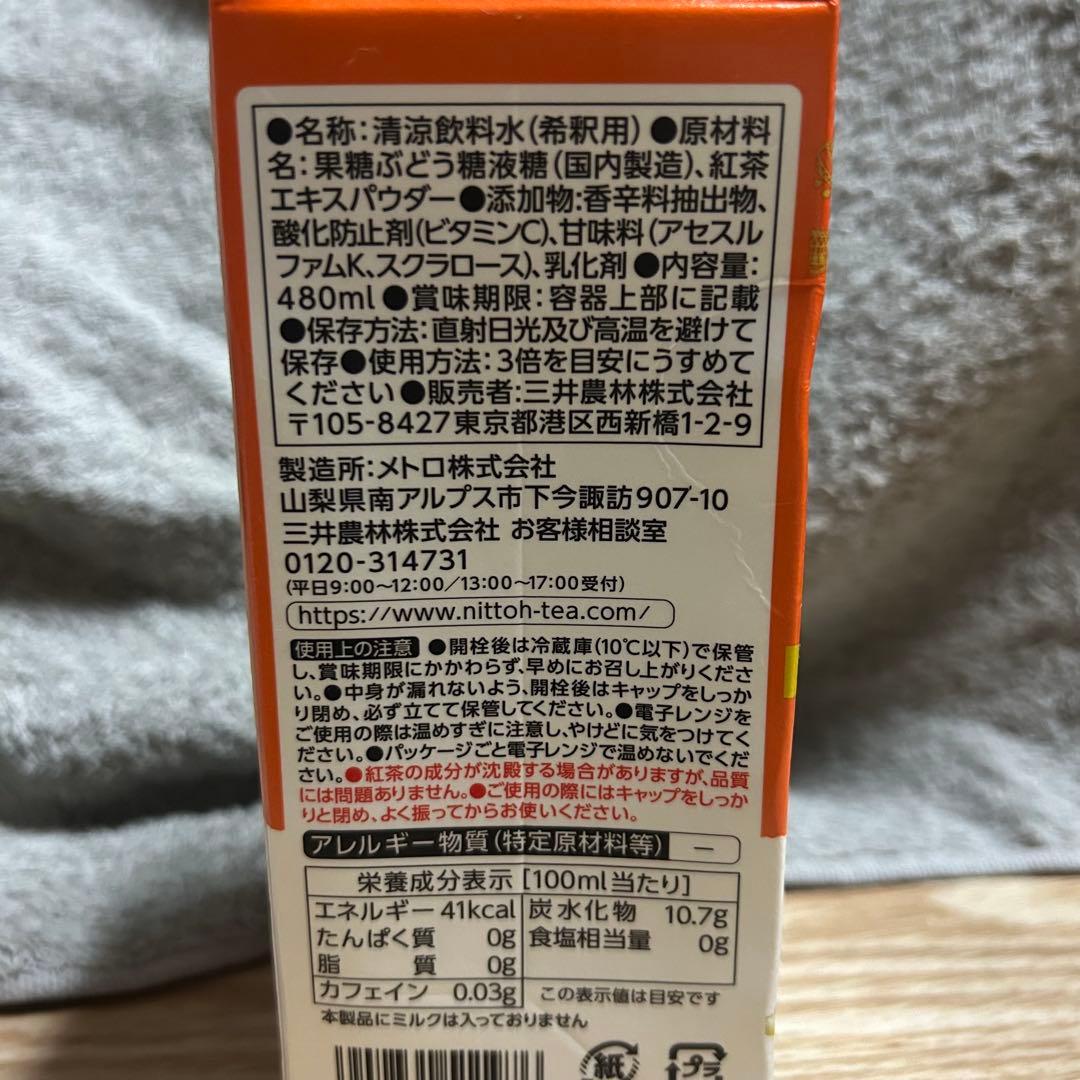 ●名称:清涼飲料水(希釈用)●原材料
名:果糖ぶどう糖液糖(国内製造)、紅茶
エキスパウダー●添加物:香辛料抽出物、
酸化防止剤(ビタミンC)、甘味料(アセスル
ファムK、スクラロース)、乳化剤●内容量:
480ml●賞味期限:容器上部に記載
●保存方法:直射日光及び高温を避けて
保存●使用方法:3倍を目安にうすめて
ください●販売者:三井農林株式会社
〒105-8427東京都港区西新橋1-2-9
製造所:メトロ株式会社
山梨県南アルプス市下今諏訪907-10
三井農林株式会社 お客様相談室
0120-314731
(平日9:00~12:00/13:00~17:00受付)
https://www.nittoh-tea.com/
使用上の注意 ●開栓後は冷蔵庫(10℃以下)で保管
し、賞味期限にかかわらず、早めにお召し上がりくださ
い。●中身が漏れないよう、開栓後はキャップをしっか
り閉め、必ず立てて保管してください。●電子レンジを
ご使用の際は温めすぎに注意し、やけどに気をつけてく
ださい。●パッケージごと電子レンジで温めないでくだ
さい。●紅茶の成分が沈殿する場合がありますが、品質
には問題ありません。●ご使用の際にはキャップをしっか
りと閉め、よく振ってからお使いください。
アレルギー物質(特定原材料等) ー
栄養成分表示[100ml当たり]
エネルギー 41kcal 炭水化物 10.7g
たんぱく質 0g 食塩相当量 0g
脂質 0g
カフェイン 0.03g この表示値は目安です
本製品にミルクは入っておりません
紙 プラ